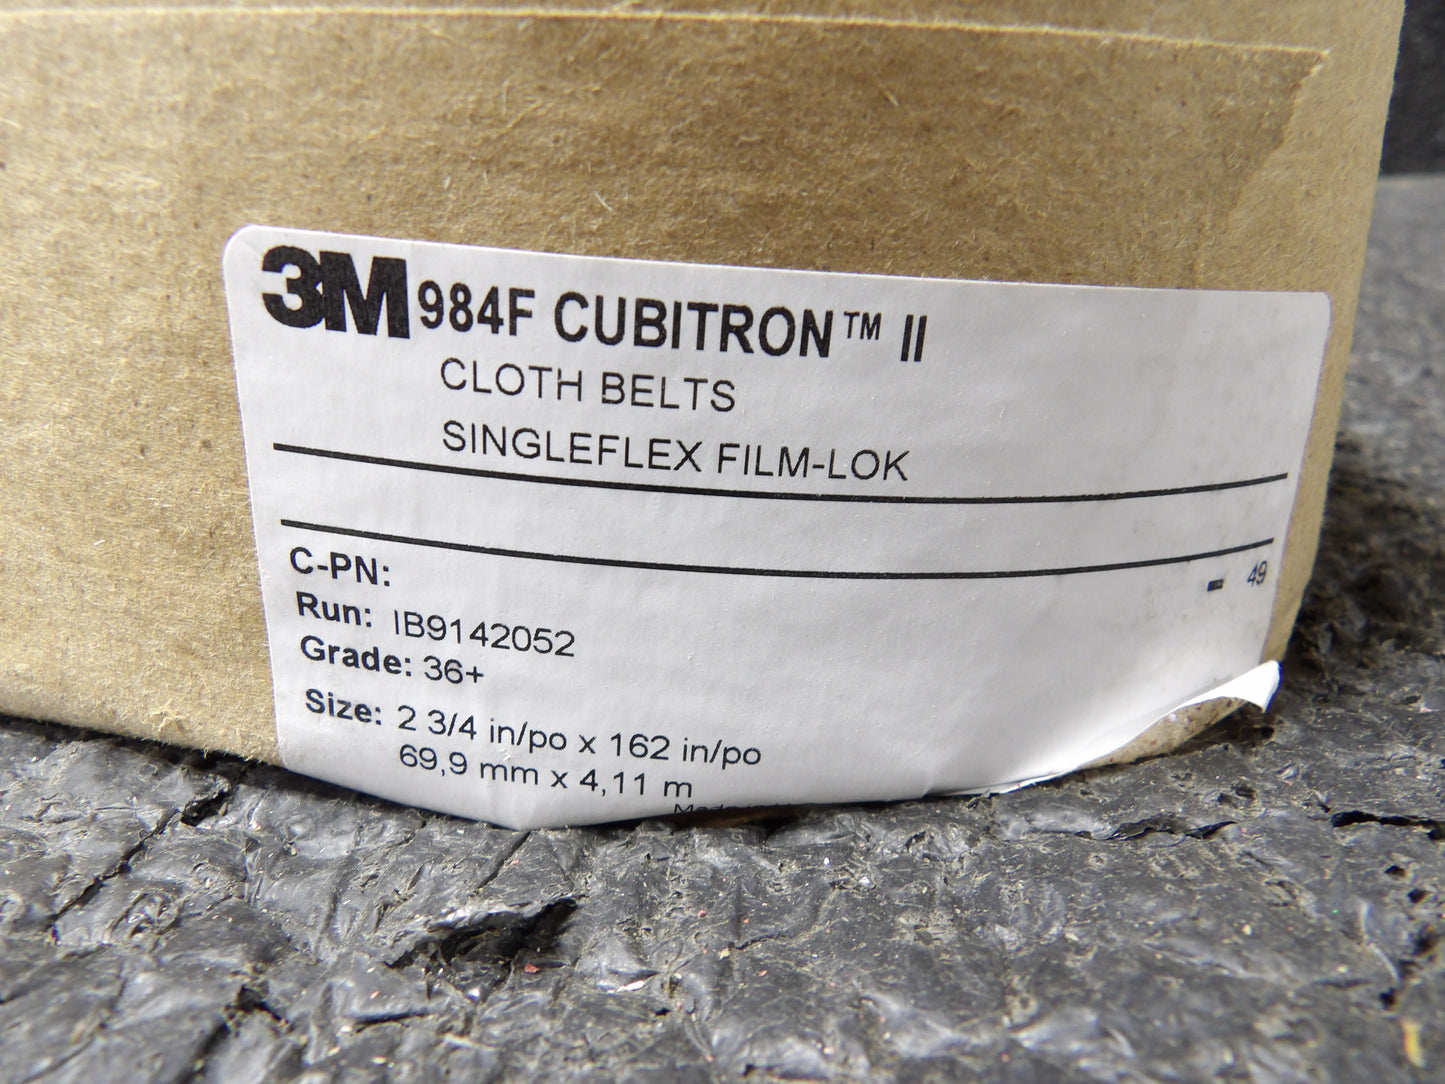 3M 984F CUBITRON™ II
CLOTH BELTS
SINGLEFLEX FILM-LOK
C-PN:
- 49
Run: IB9142052
Grade: 36+
Size: 2 3/4 in/po x 162 in/po
69,9 mm x 4,11 m